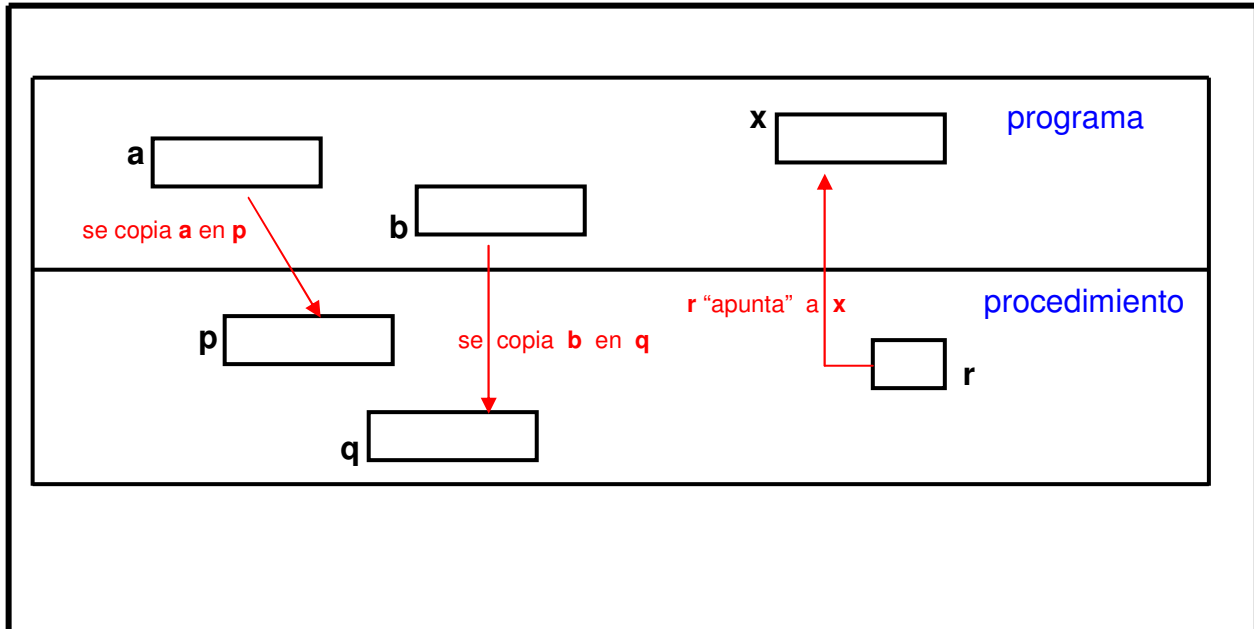 x
programa
a
se copia a en p
b
r “apunta” a x
procedimiento
p
se copia b en q
r
q